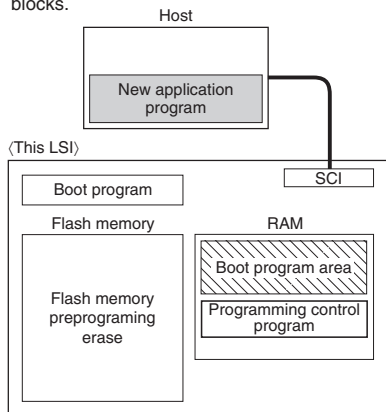 blocks.
Host
New application
program
〈This LSI〉
SCI
Boot program
Flash memory
RAM
Boot program area
Flash memory
preprograming
erase
Programming control
program